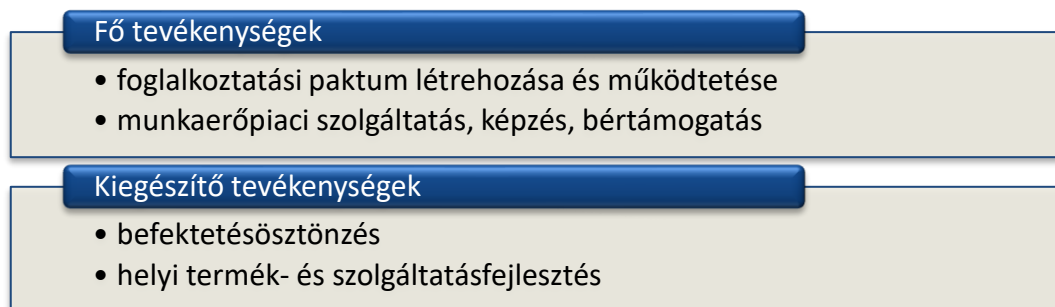 Fő tevékenységek
• foglalkoztatási paktum létrehozása és működtetése
• munkaerőpiaci szolgáltatás, képzés, bértámogatás
Kiegészítő tevékenységek
• befektetésösztönzés
• helyi termék- és szolgáltatásfejlesztés